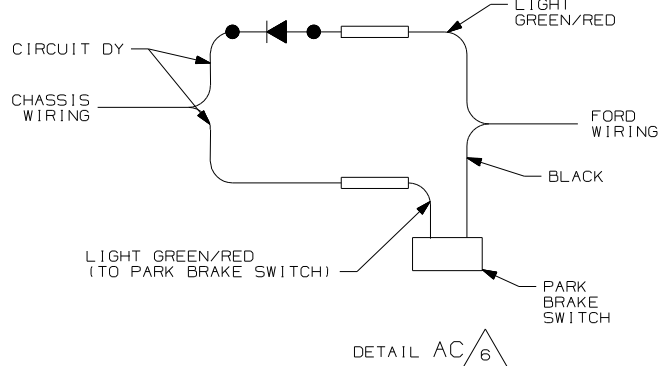 LIGHT
GREEN/RED
CIRCUIT DY
CHASSIS
WIRING
FORD
WIRING
BLACK
LIGHT GREEN/RED
(TO PARK BRAKE SWITCH)
PARK
BRAKE
SWITCH
DETAIL AC 6